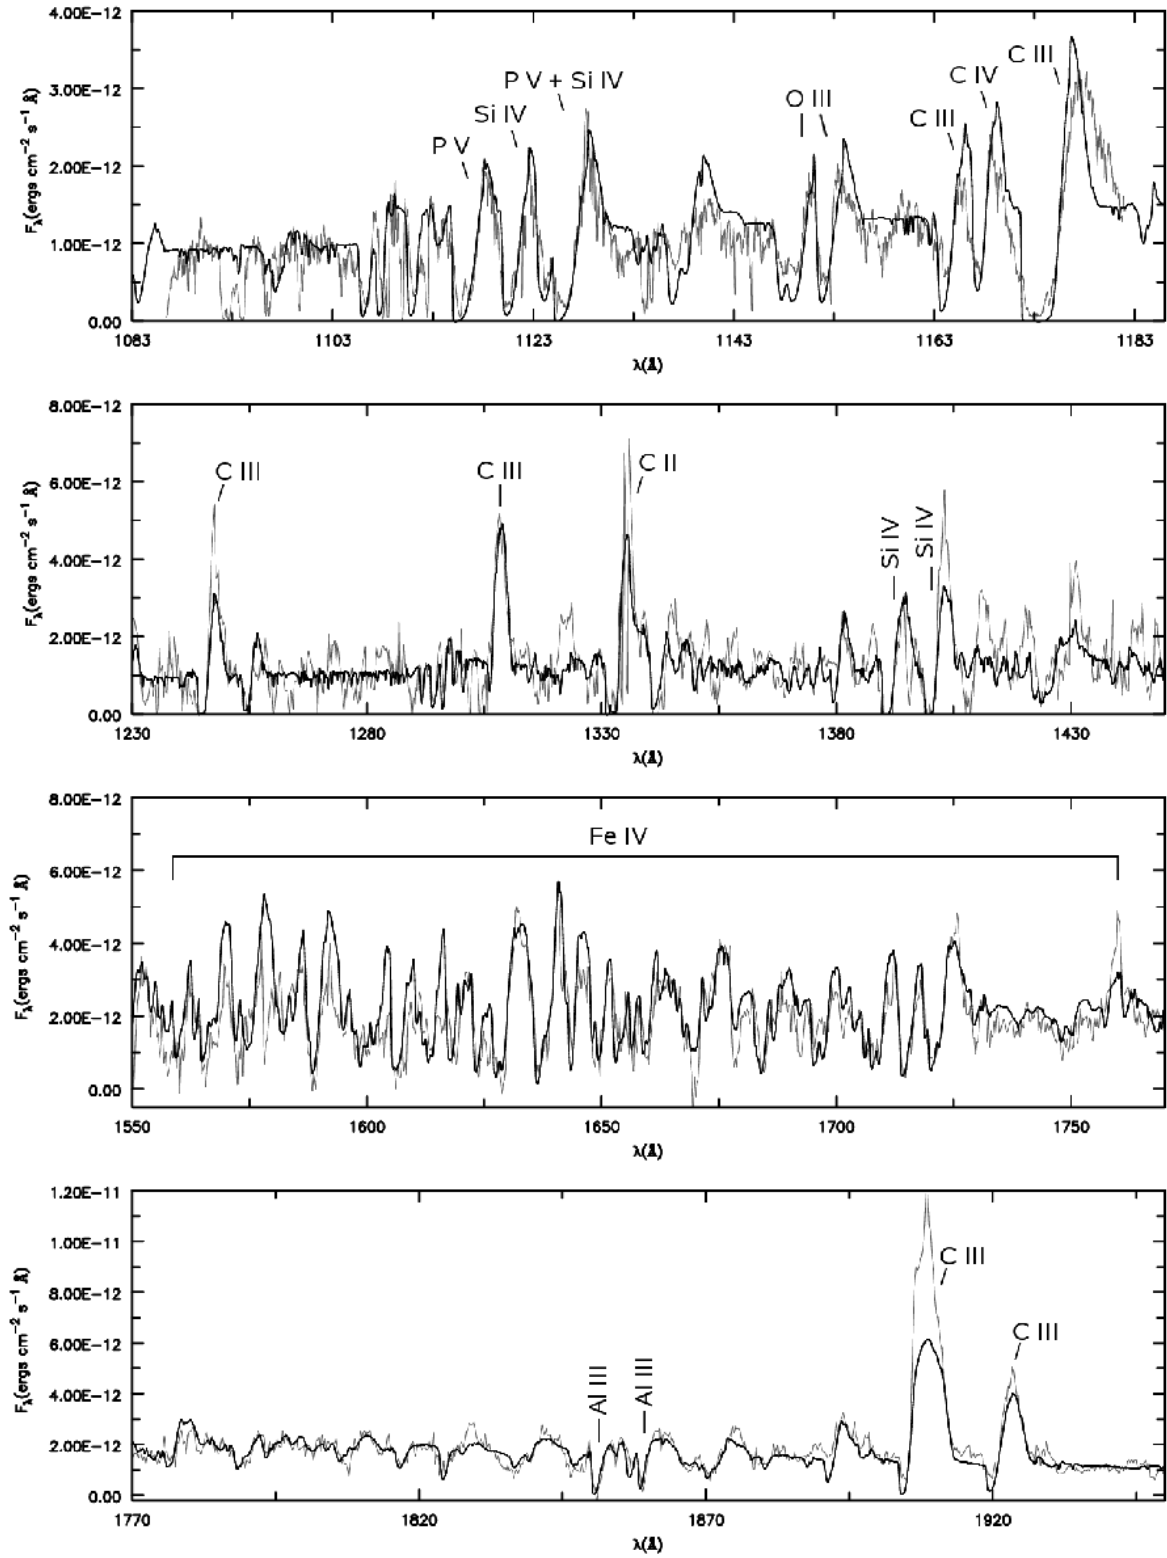 4.00E-12
3.00E-12
2.00E-12
1.00E-12
0.00
Fλ(ergs cm⁻² s⁻¹ Å)
P V
Si IV
P V + Si IV
O III
C III
C IV
C III
1083 1103 1123 1143 1163 1183
λ(Å)
8.00E-12
6.00E-12
4.00E-12
2.00E-12
0.00
Fλ(ergs cm⁻² s⁻¹ Å)
C III
C III
C II
Si IV
Si IV
1230 1280 1330 1380 1430
λ(Å)
8.00E-12
6.00E-12
4.00E-12
2.00E-12
0.00
Fλ(ergs cm⁻² s⁻¹ Å)
Fe IV
1550 1600 1650 1700 1750
λ(Å)
1.20E-11
1.00E-11
8.00E-12
6.00E-12
4.00E-12
2.00E-12
0.00
Fλ(ergs cm⁻² s⁻¹ Å)
Al III
Al III
C III
C III
1770 1820 1870 1920
λ(Å)